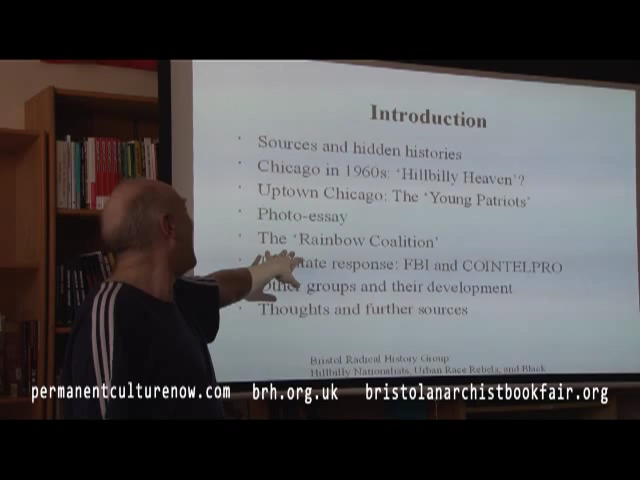 Introduction
Sources and hidden histories
Chicago in 1960s: ‘Hillbilly Heaven’?
Uptown Chicago: The ‘Young Patriots’
Photo-essay
The ‘Rainbow Coalition’
response: FBI and COINTELPRO
groups and their development
Thoughts and further sources
Bristol Radical History Group
Hillbilly Nationalists, Urban Race Rebels, and Black
permanentculturenow.com brh.org.uk bristolanarchistbookfair.org